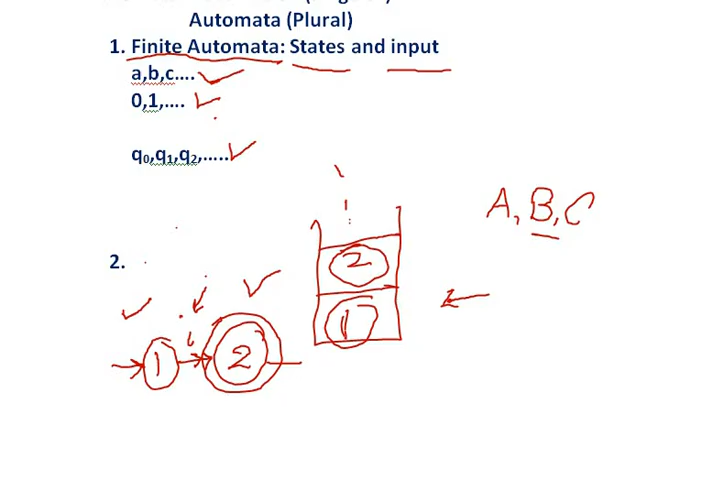 Automata (Plural)
1. Finite Automata: States and input
a,b,c....
0,1,....
q₀,q₁,q₂,.....
A, B, C
2
2.
1
i
1
2